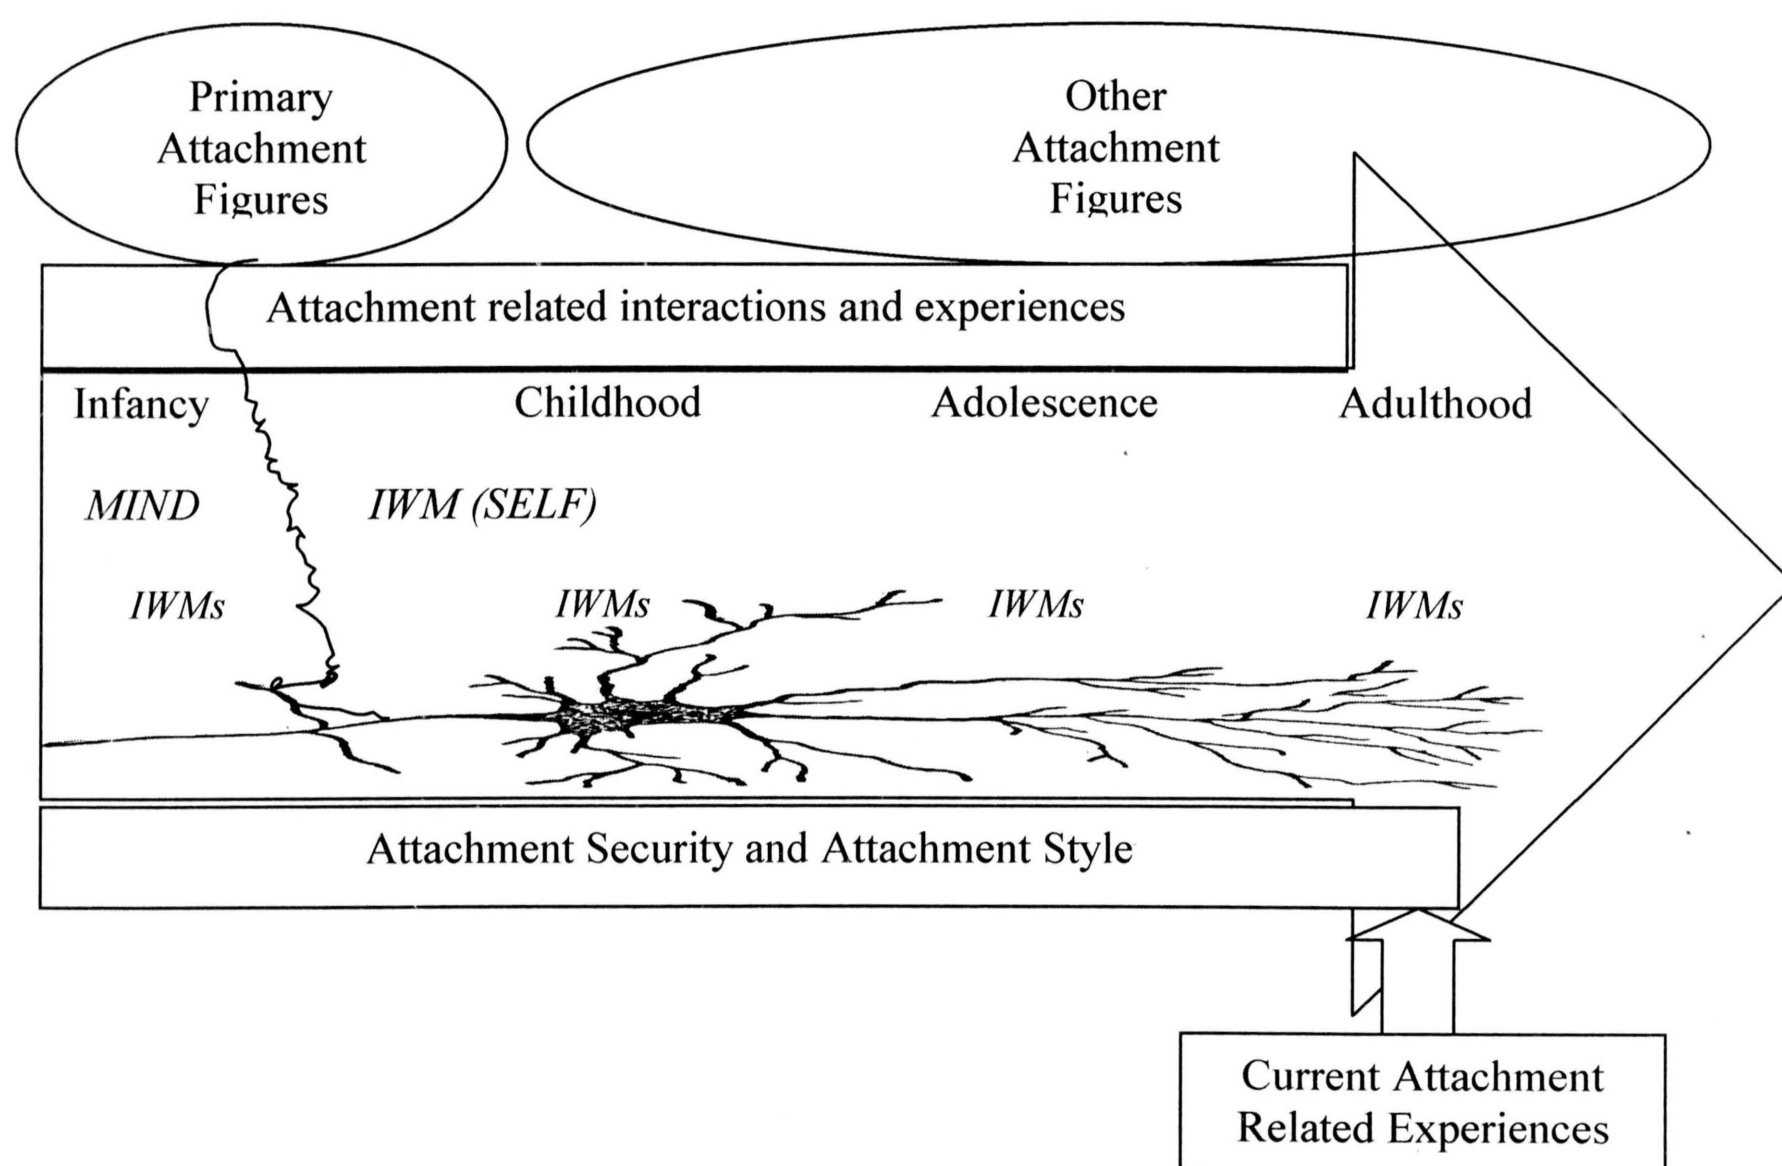 Primary
Attachment
Figures
Other
Attachment
Figures
Attachment related interactions and experiences
Infancy Childhood Adolescence Adulthood
MIND IWM (SELF)
IWMs IWMs IWMs IWMs
Attachment Security and Attachment Style
Current Attachment
Related Experiences